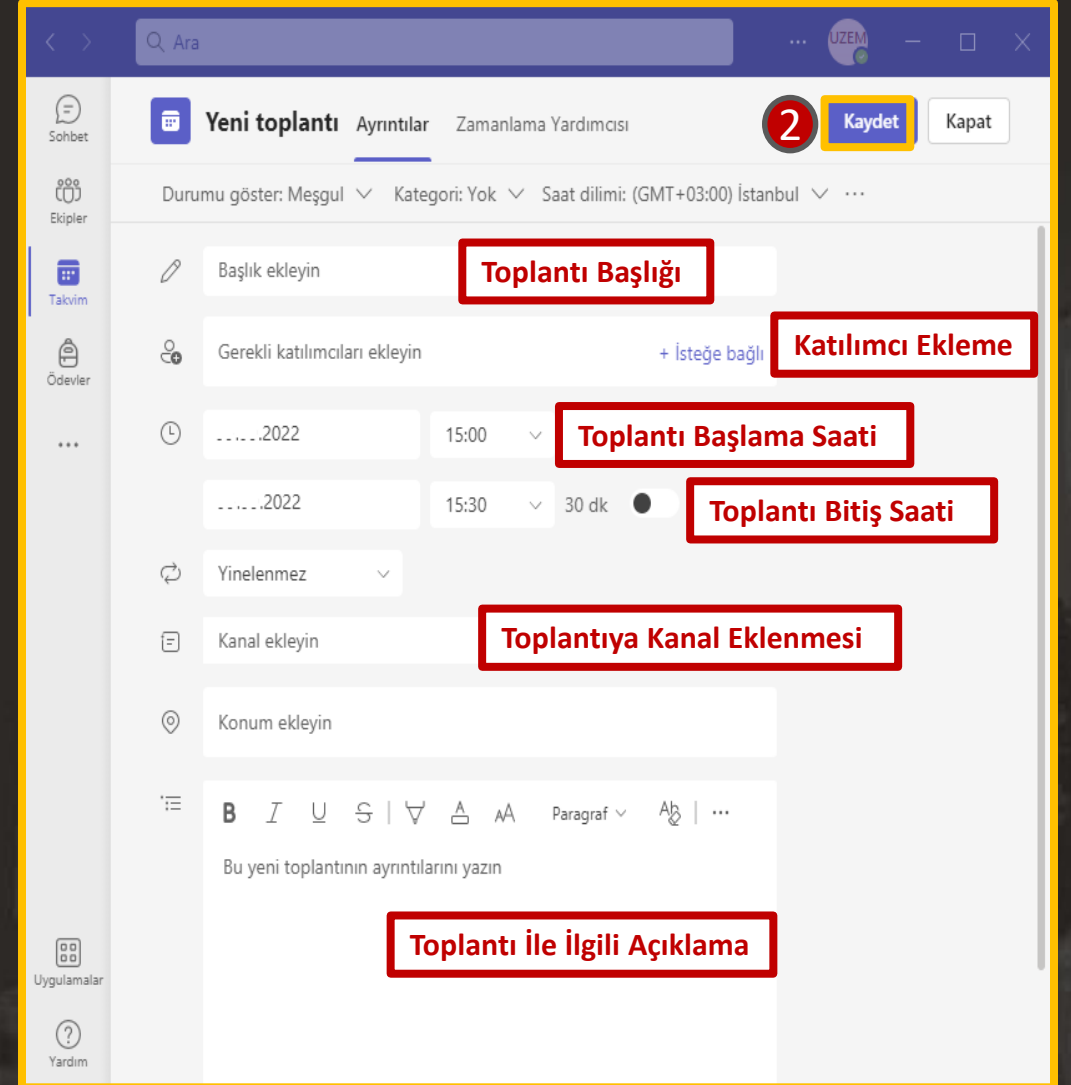 Ara
UZEM
Sohbet
Ekipler
Takvim
Ödevler
Uygulamalar
Yardım
Yeni toplantı Ayrıntılar Zamanlama Yardımcısı 2 Kaydet Kapat
Durumu göster: Meşgul Kategori: Yok Saat dilimi: (GMT+03:00) İstanbul ...
Başlık ekleyin Toplantı Başlığı
Gerekli katılımcıları ekleyin + İsteğe bağlı Katılımcı Ekleme
.2022 15:00 Toplantı Başlama Saati
.2022 15:30 30 dk Toplantı Bitiş Saati
Yinelenmez
Kanal ekleyin Toplantıya Kanal Eklenmesi
Konum ekleyin
B I U S A AA Paragraf Ab ...
Bu yeni toplantının ayrıntılarını yazın
Toplantı İle İlgili Açıklama